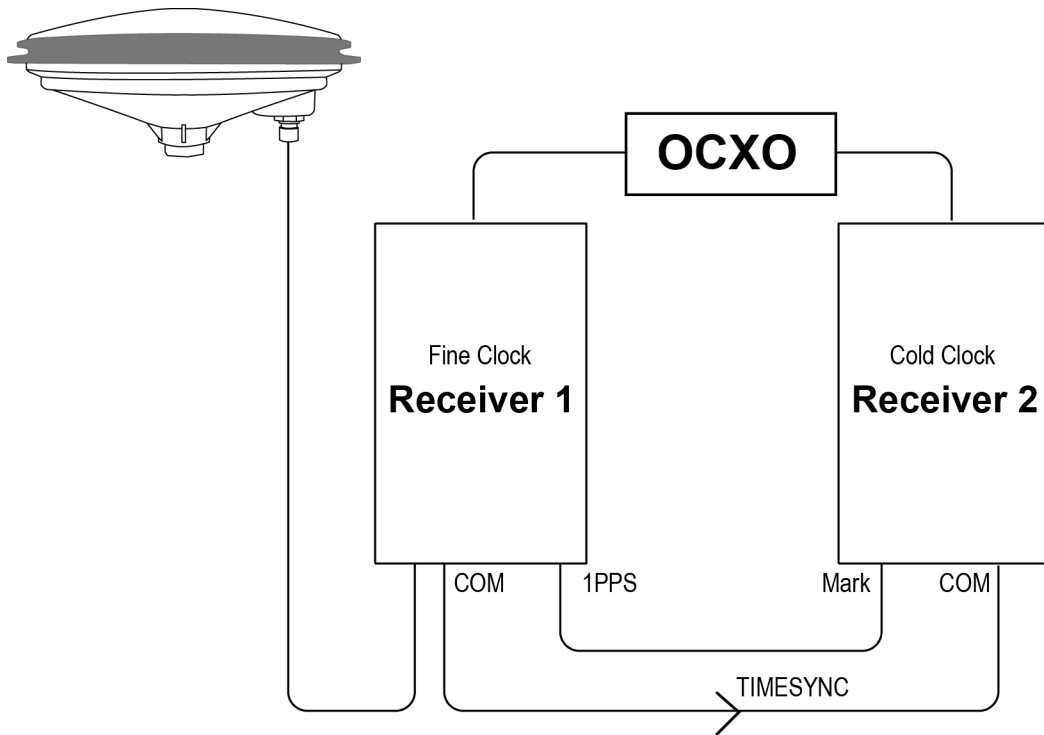 OCXO
Fine Clock
Receiver 1
Cold Clock
Receiver 2
COM
1PPS
Mark
COM
TIMESYNC